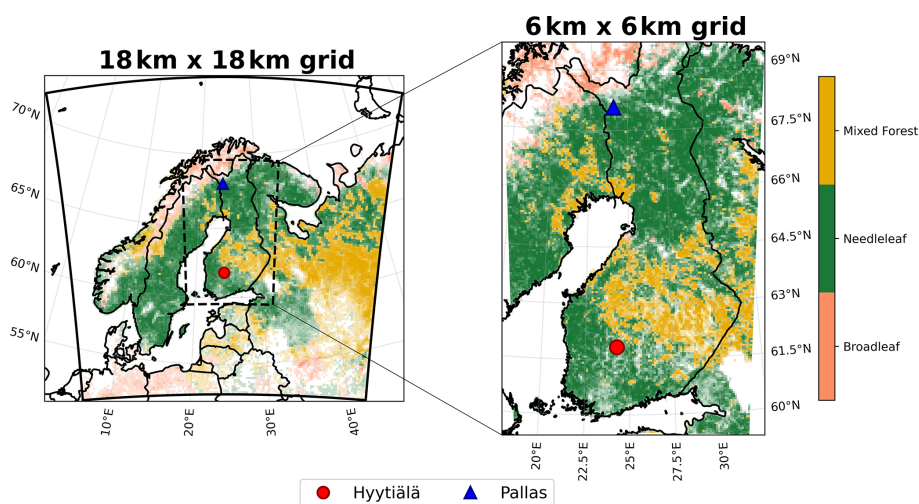 18 km x 18 km grid
6 km x 6 km grid
70°N
65°N
60°N
55°N
10°E
20°E
30°E
40°E
69°N
67.5°N
66°N
64.5°N
63°N
61.5°N
60°N
20°E
22.5°E
25°E
27.5°E
30°E
Mixed Forest
Needleleaf
Broadleaf
Hyytiälä
Pallas